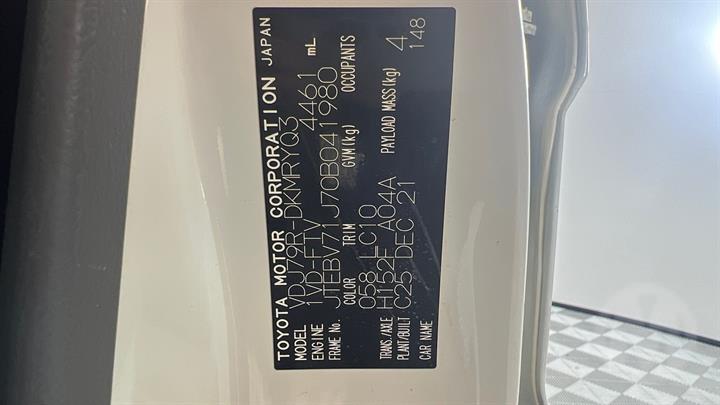 TOYOTA MOTOR CORPORATION JAPAN
MODEL VDJ79R-DKMRYQ3
ENGINE 1VD-FTV 4461 mL
FRAME No. JTEBV71J70B041980
COLOR TRIM GVM(kg) OCCUPANTS
058 LC10 4
TRANS./AXLE H152F A04A PAYLOAD MASS(kg) 148
PLANT/BUILT C25 DEC 21
CAR NAME